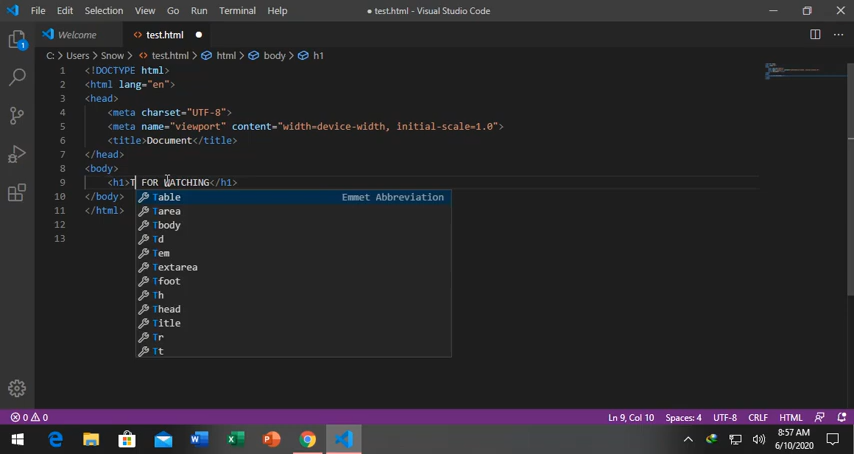 File Edit Selection View Go Run Terminal Help ● test.html - Visual Studio Code
Welcome <> test.html ●
C: > Users > Snow > <> test.html > html > body > h1
1 <!DOCTYPE html>
2 <html lang="en">
3 <head>
4 <meta charset="UTF-8">
5 <meta name="viewport" content="width=device-width, initial-scale=1.0">
6 <title>Document</title>
7 </head>
8 <body>
9 <h1>T FOR WATCHING</h1>
10 </body>
11 </html>
12
13
Table Emmet Abbreviation
Tarea
Tbody
Td
Tem
Textarea
Tfoot
Th
Thead
Title
Tr
Tt
1
0 0 Ln 9, Col 10 Spaces: 4 UTF-8 CRLF HTML
8:57 AM
6/10/2020